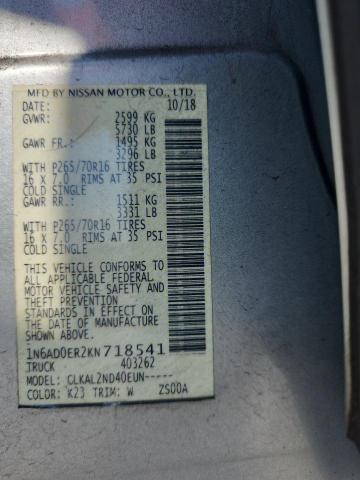 MFD BY NISSAN MOTOR CO., LTD.
DATE: 10/18
GVWR: 2599 KG
5730 LB
GAWR FR.: 1495 KG
3296 LB
WITH P265/70R16 TIRES
16 X 7.0 RIMS AT 35 PSI
COLD SINGLE
GAWR RR.: 1511 KG
3331 LB
WITH P265/70R16 TIRES
16 X 7.0 RIMS AT 35 PSI
COLD SINGLE
THIS VEHICLE CONFORMS TO
ALL APPLICABLE FEDERAL
MOTOR VEHICLE SAFETY AND
THEFT PREVENTION
STANDARDS IN EFFECT ON THE
DATE OF MANUFACTURE
SHOWN ABOVE.
1N6AD0ER2KN718541
TRUCK 403262
MODEL: CLKAL2ND40EUN-----
COLOR: K23 TRIM: W ZS00A